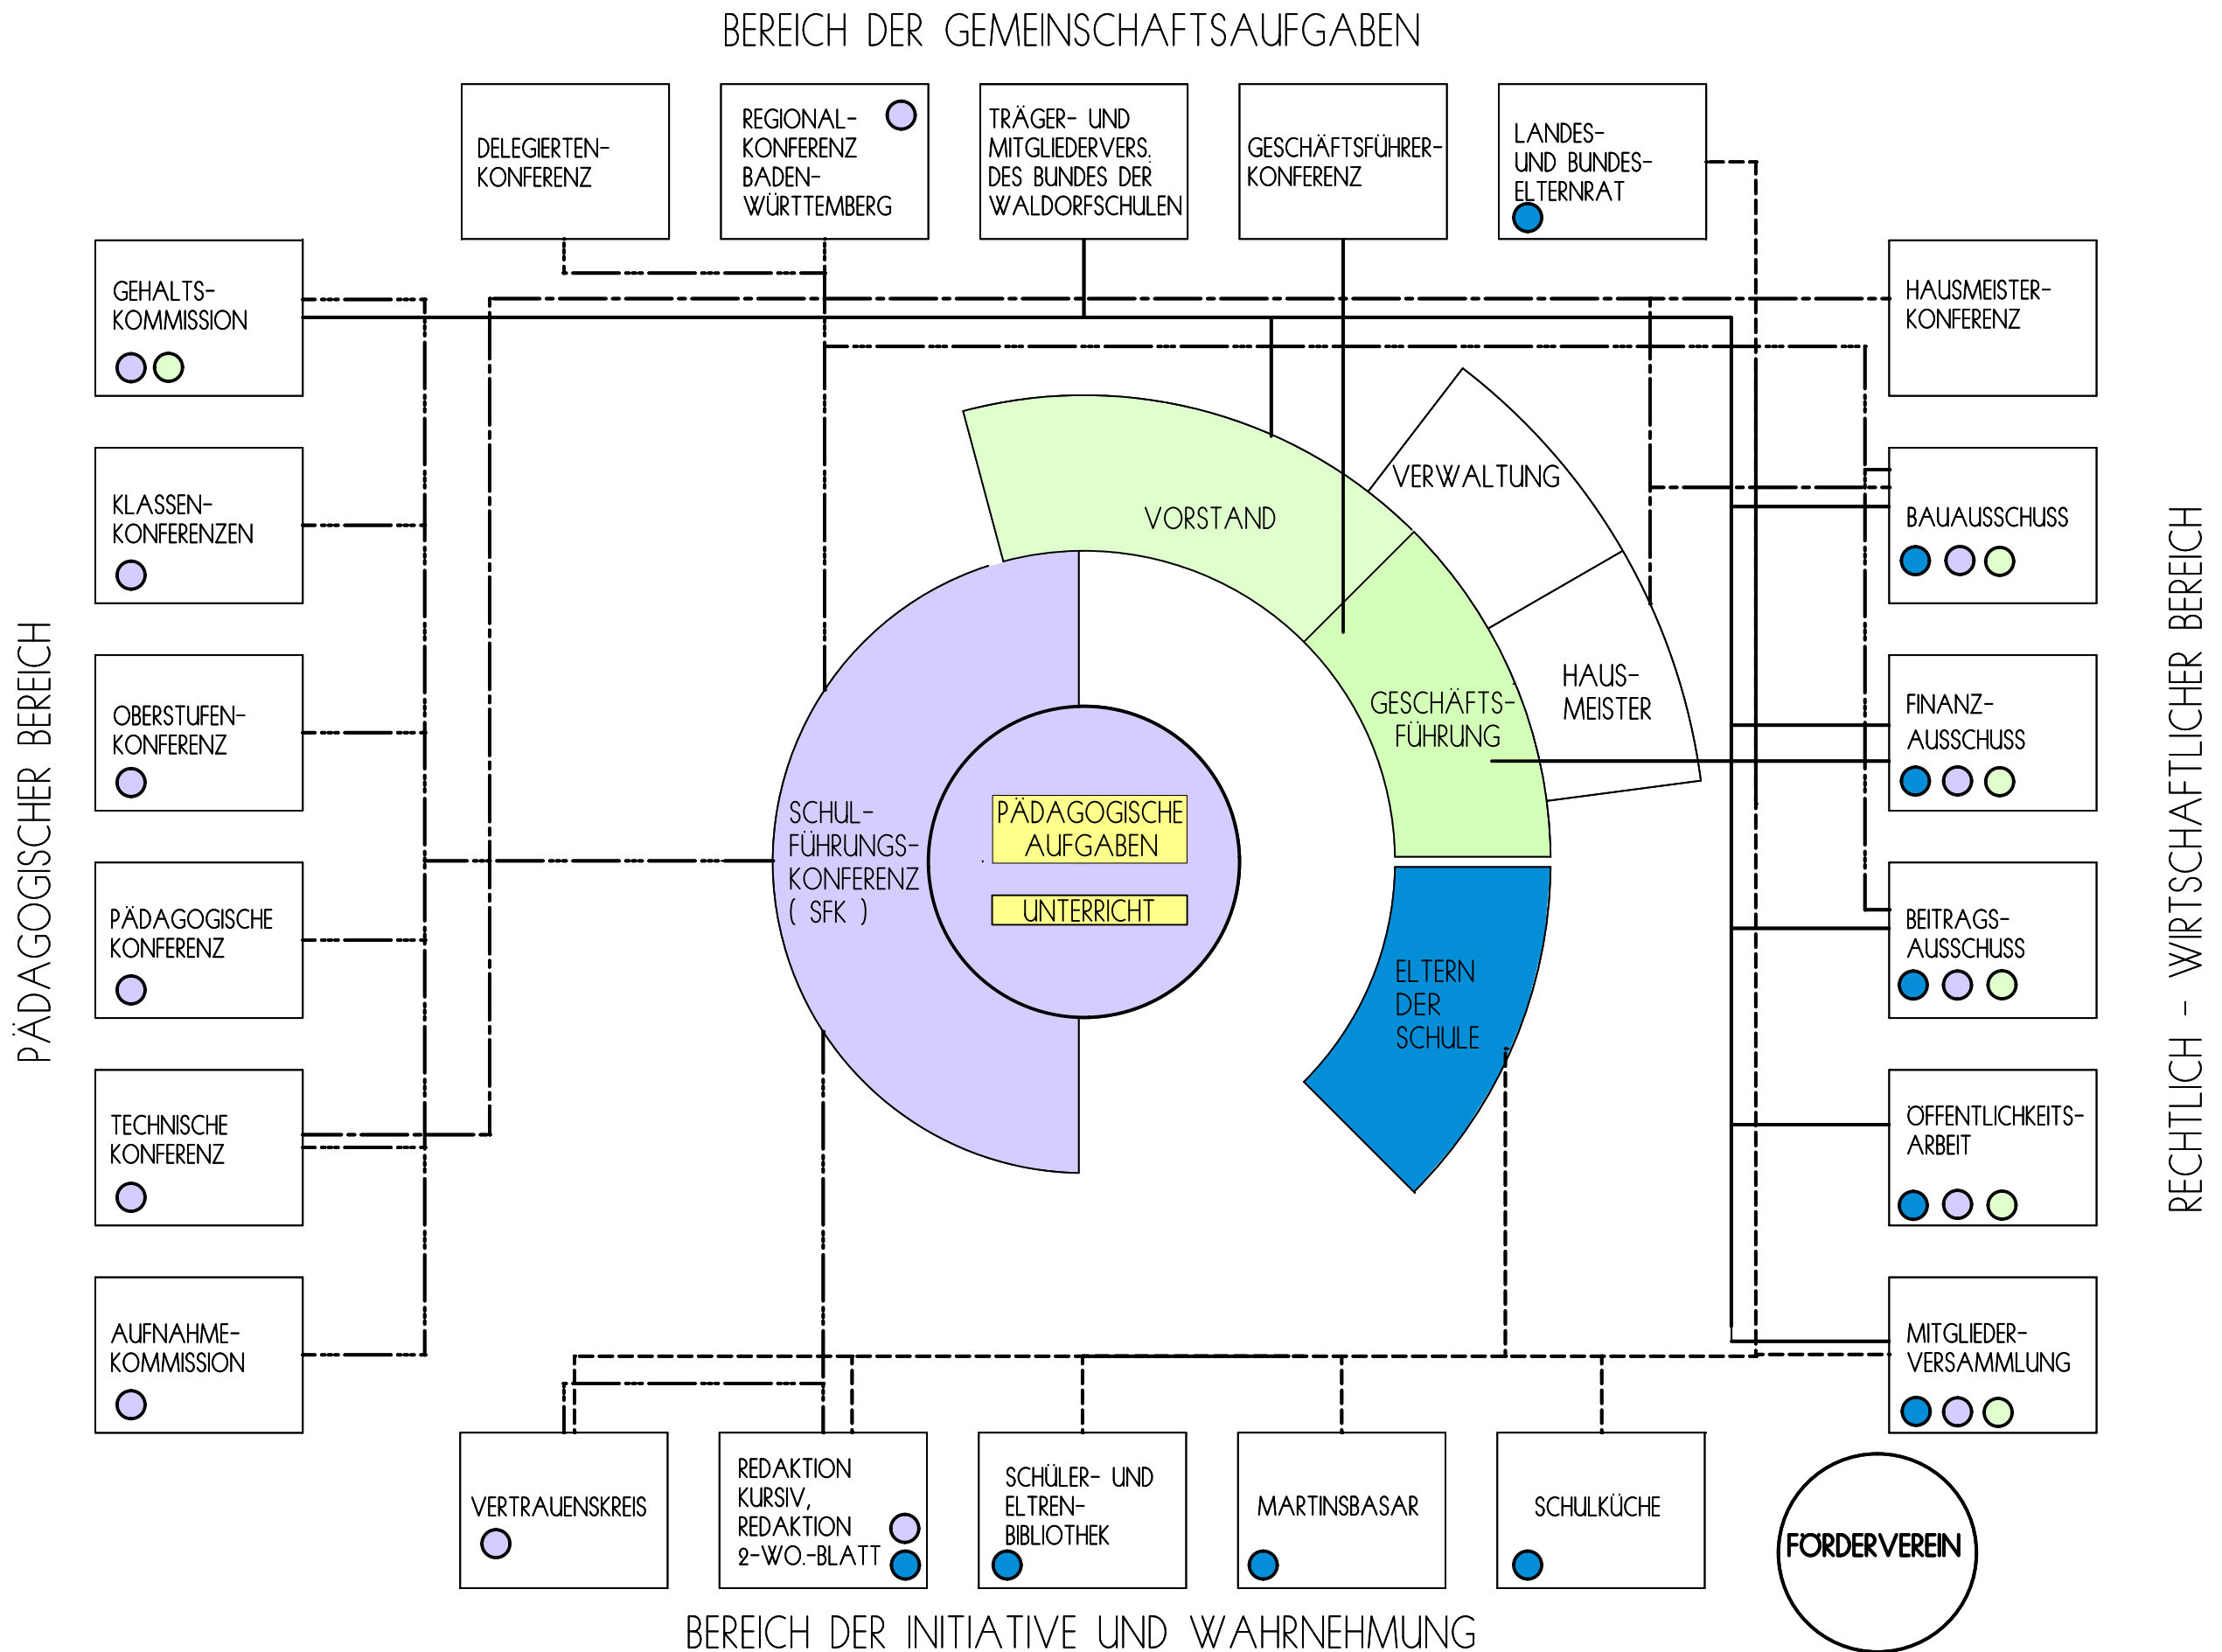 BEREICH DER GEMEINSCHAFTSAUFGABEN
DELEGIERTEN-
KONFERENZ
REGIONAL-
KONFERENZ
BADEN-
WÜRTTEMBERG
TRÄGER- UND
MITGLIEDERVERS.
DES BUNDES DER
WALDORFSCHULEN
GESCHÄFTSFÜHRER-
KONFERENZ
LANDES-
UND BUNDES-
ELTERNRAT
PÄDAGOGISCHER BEREICH
GEHALTS-
KOMMISSION
KLASSEN-
KONFERENZEN
OBERSTUFEN-
KONFERENZ
PÄDAGOGISCHE
KONFERENZ
TECHNISCHE
KONFERENZ
AUFNAHME-
KOMMISSION
VORSTAND
VERWALTUNG
HAUS-
MEISTER
GESCHÄFTS-
FÜHRUNG
SCHUL-
FÜHRUNGS-
KONFERENZ
( SFK )
PÄDAGOGISCHE
AUFGABEN
UNTERRICHT
ELTERN
DER
SCHULE
HAUSMEISTER-
KONFERENZ
BAUAUSSCHUSS
FINANZ-
AUSSCHUSS
BEITRAGS-
AUSSCHUSS
ÖFFENTLICHKEITS-
ARBEIT
MITGLIEDER-
VERSAMMLUNG
RECHTLICH - WIRTSCHAFTLICHER BEREICH
VERTRAUENSKREIS
REDAKTION
KURSIV,
REDAKTION
2-WO.-BLATT
SCHÜLER- UND
ELTREN-
BIBLIOTHEK
MARTINSBASAR
SCHULKÜCHE
FÖRDERVEREIN
BEREICH DER INITIATIVE UND WAHRNEHMUNG